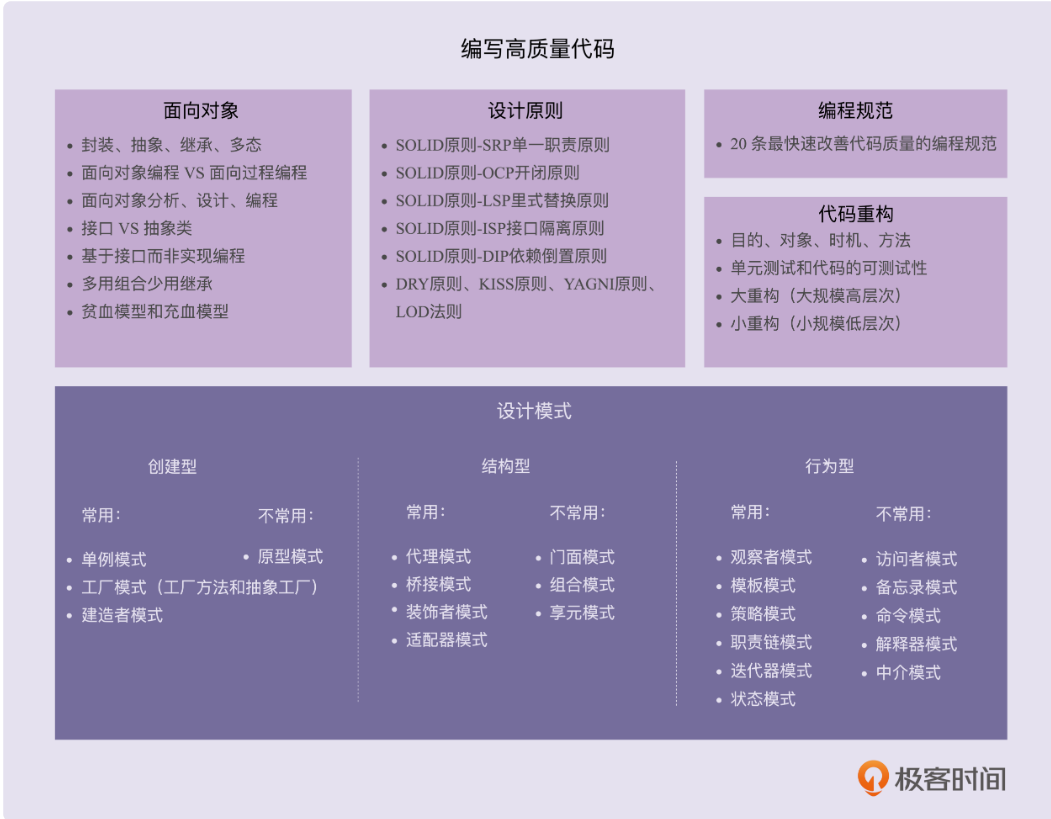 编写高质量代码
面向对象
• 封装、抽象、继承、多态
• 面向对象编程 VS 面向过程编程
• 面向对象分析、设计、编程
• 接口 VS 抽象类
• 基于接口而非实现编程
• 多用组合少用继承
• 贫血模型和充血模型
设计原则
• SOLID原则-SRP单一职责原则
• SOLID原则-OCP开闭原则
• SOLID原则-LSP里式替换原则
• SOLID原则-ISP接口隔离原则
• SOLID原则-DIP依赖倒置原则
• DRY原则、KISS原则、YAGNI原则、
LOD法则
编程规范
• 20 条最快速改善代码质量的编程规范
代码重构
• 目的、对象、时机、方法
• 单元测试和代码的可测试性
• 大重构（大规模高层次）
• 小重构（小规模低层次）
设计模式
创建型
常用：
• 单例模式
• 工厂模式（工厂方法和抽象工厂）
• 建造者模式
不常用：
• 原型模式
结构型
常用：
• 代理模式
• 桥接模式
• 装饰者模式
• 适配器模式
不常用：
• 门面模式
• 组合模式
• 享元模式
行为型
常用：
• 观察者模式
• 模板模式
• 策略模式
• 职责链模式
• 迭代器模式
• 状态模式
不常用：
• 访问者模式
• 备忘录模式
• 命令模式
• 解释器模式
• 中介模式
极客时间